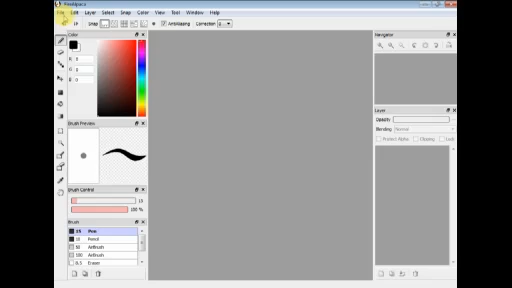 FireAlpaca
File Edit Layer Select Snap Color View Tool Window Help
Snap AntiAliasing Correction
Color
R
G
B
Brush Preview
Brush Control
15
100 %
Brush
15 Pen
10 Pencil
50 AirBrush
100 AirBrush
Eraser
Navigator
Layer
Opacity
Blending Normal
Protect Alpha Clipping Lock